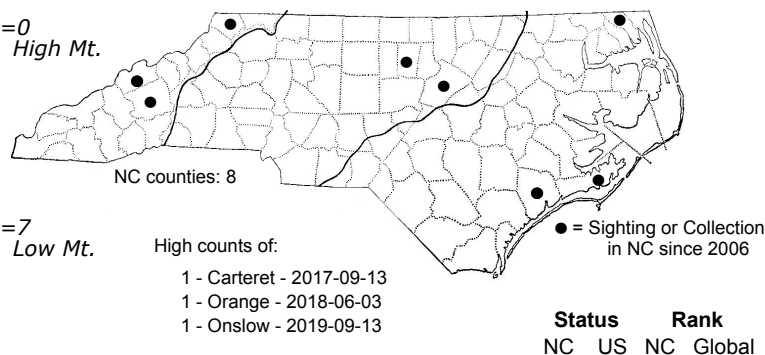 =0
High Mt.
NC counties: 8
=7
Low Mt.
High counts of:
1 - Carteret - 2017-09-13
1 - Orange - 2018-06-03
1 - Onslow - 2019-09-13
● = Sighting or Collection
in NC since 2006
Status Rank
NC US NC Global